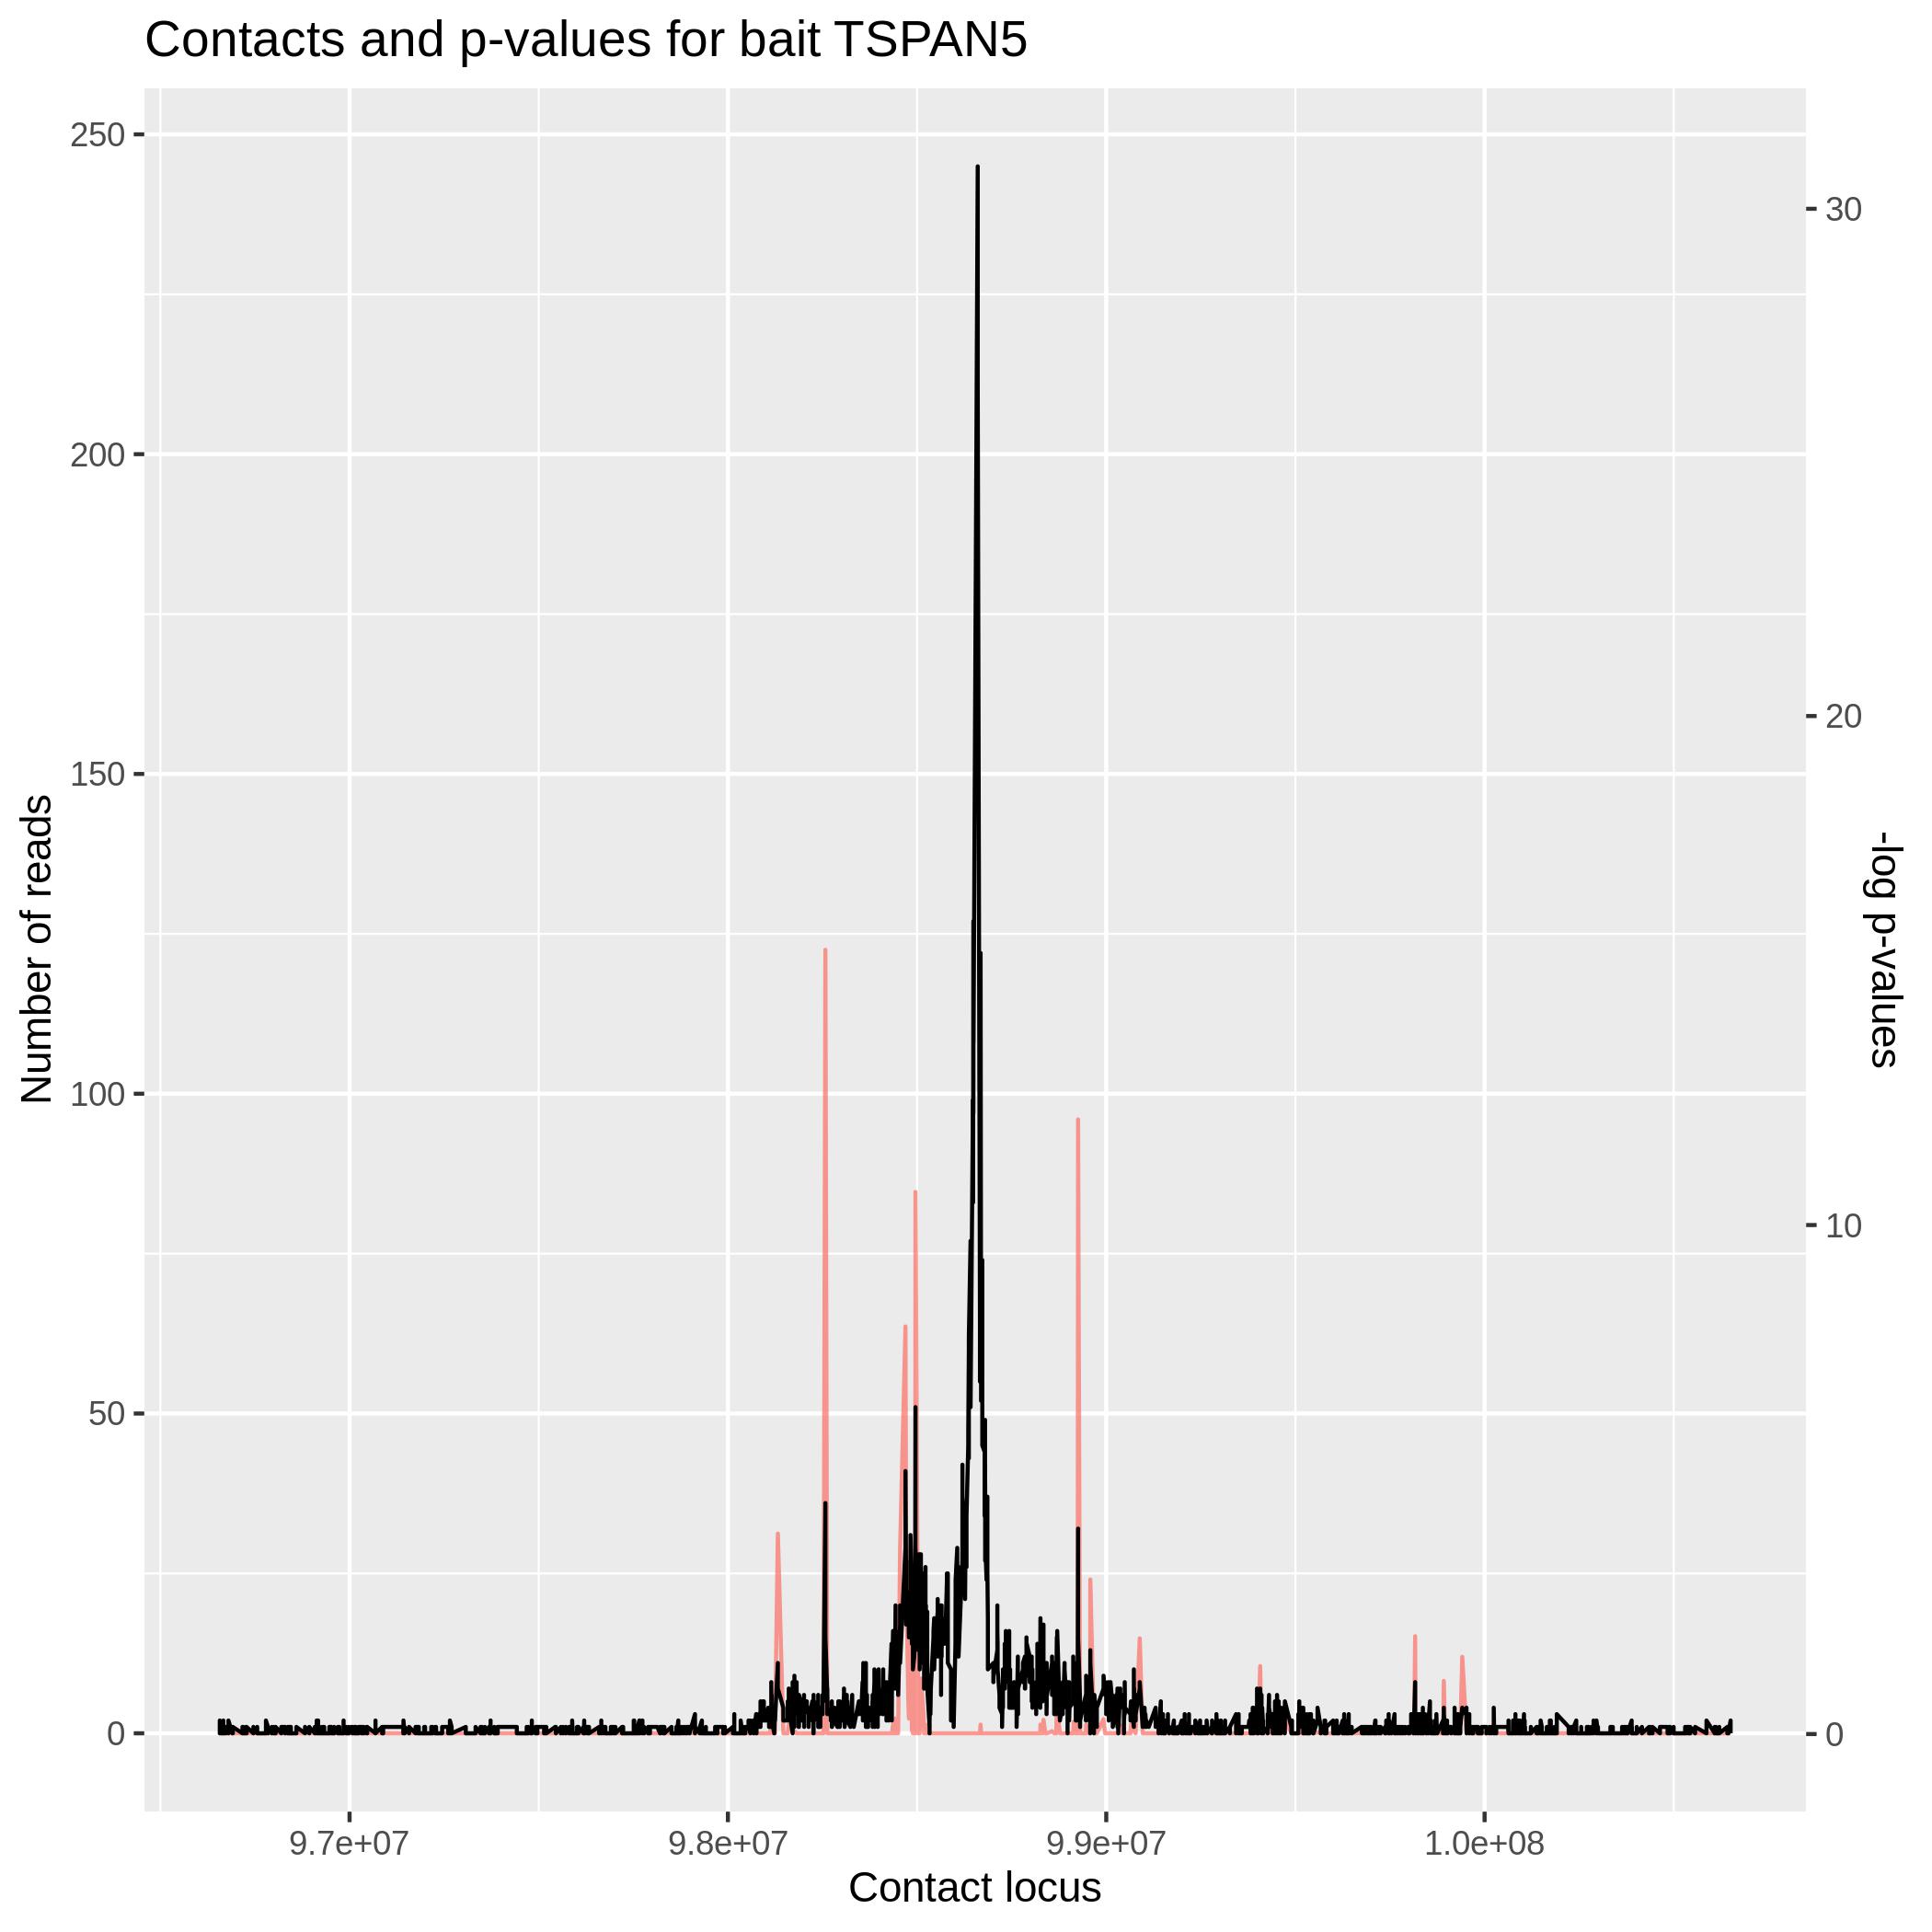 Contacts and p-values for bait TSPAN5
250
200
150
100
50
0
Number of reads
30
20
10
0
-log p-values
9.7e+07
9.8e+07
9.9e+07
1.0e+08
Contact locus